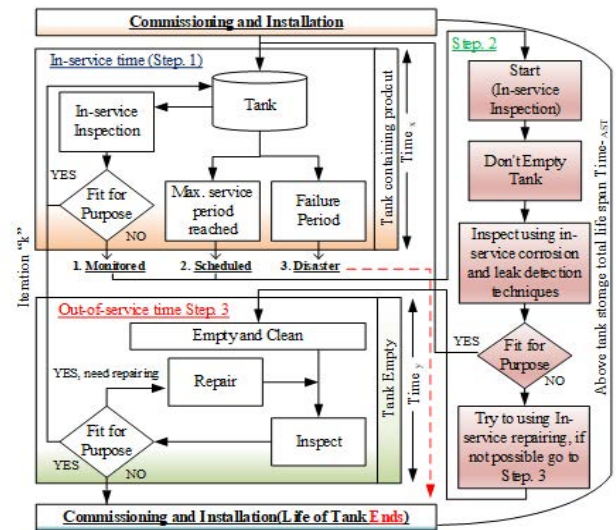 Commissioning and Installation
In-service time (Step. 1)
Tank
In-service
Inspection
YES
Fit for
Purpose
NO
Max. service
period
reached
Failure
Period
1. Monitored
2. Scheduled
3. Disaster
Tank containing prodcut
Time x
Iteration "k"
Out-of-service time Step. 3
Empty and Clean
YES, need repairing
Repair
Fit for
Purpose
Inspect
YES
NO
Tank Empty
Time y
Commissioning and Installation(Life of Tank Ends)
Step. 2
Start
(In-service
Inspection)
Don't Empty
Tank
Inspect using in-
service corrosion
and leak detection
techniques
YES
Fit for
Purpose
NO
Try to using In-
service repairing, if
not possible go to
Step. 3
Above tank stomage total life span Time-AST